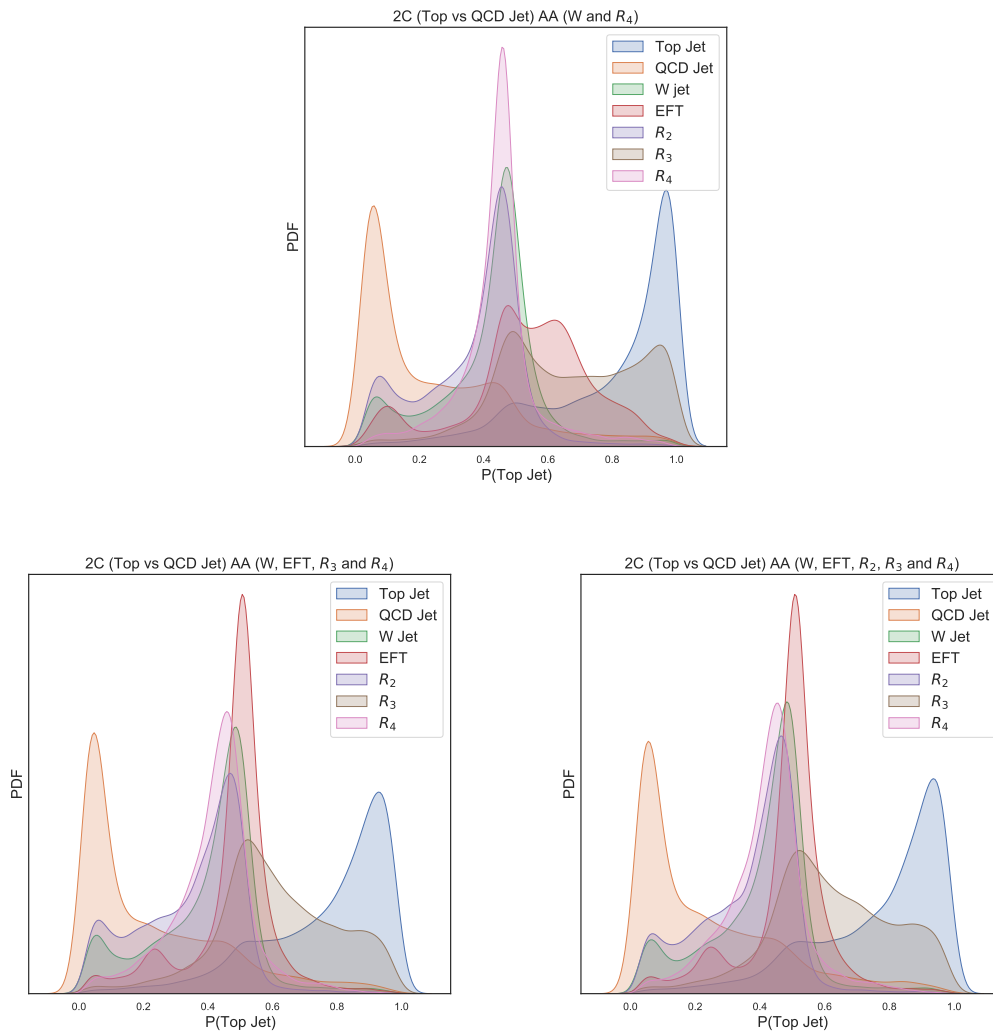 2C (Top vs QCD Jet) AA (W and R₄)
Top Jet
QCD Jet
W jet
EFT
R₂
R₃
R₄
PDF
0.0 0.2 0.4 0.6 0.8 1.0
P(Top Jet)
2C (Top vs QCD Jet) AA (W, EFT, R₃ and R₄)
Top Jet
QCD Jet
W Jet
EFT
R₂
R₃
R₄
PDF
0.0 0.2 0.4 0.6 0.8 1.0
P(Top Jet)
2C (Top vs QCD Jet) AA (W, EFT, R₂, R₃ and R₄)
Top Jet
QCD Jet
W Jet
EFT
R₂
R₃
R₄
PDF
0.0 0.2 0.4 0.6 0.8 1.0
P(Top Jet)